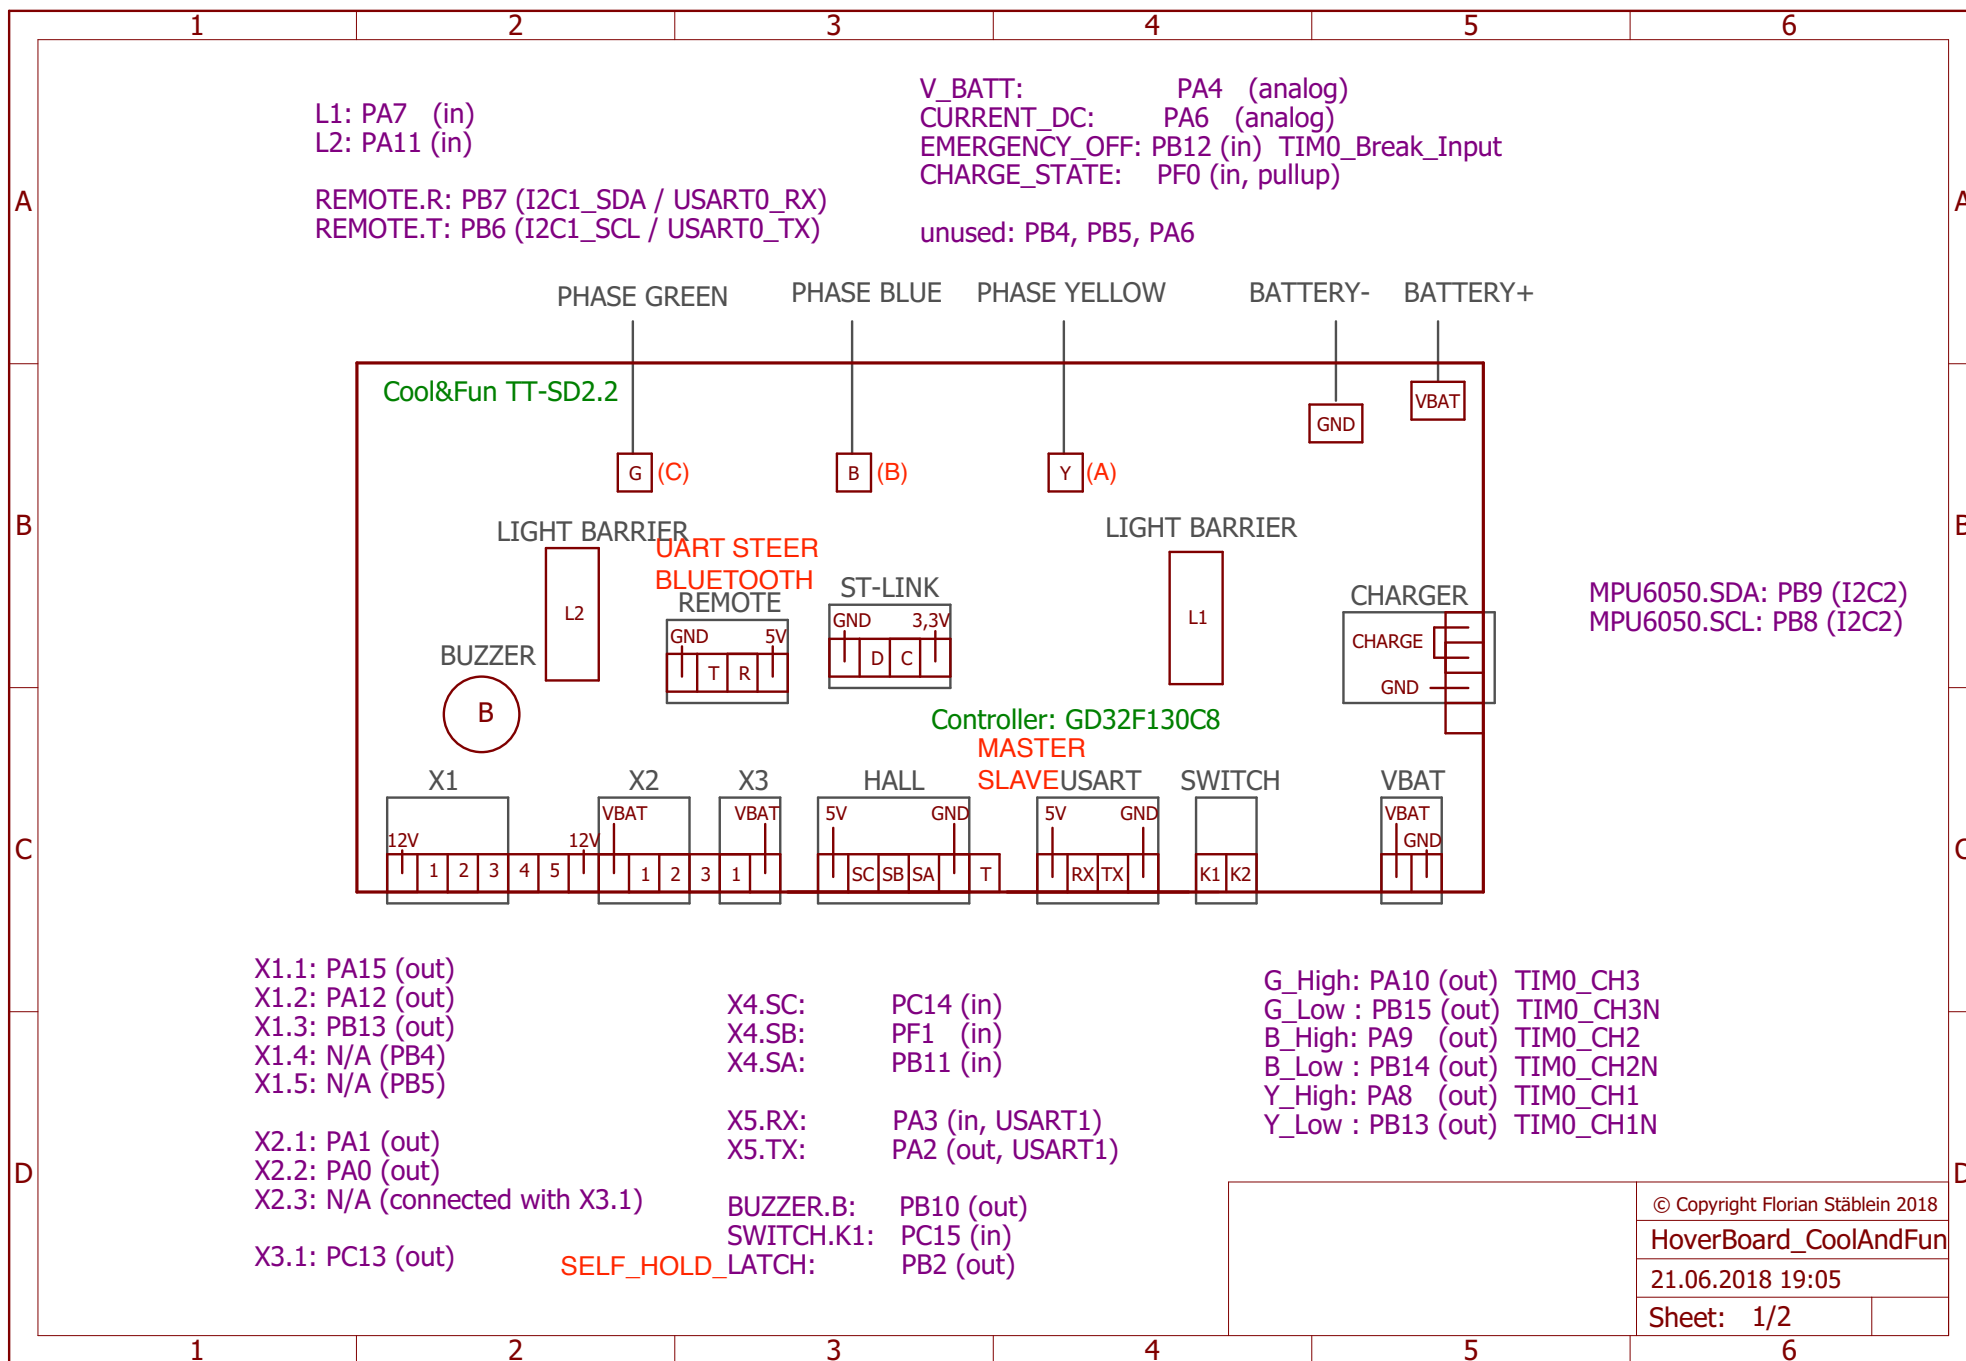 1 2 3 4 5 6
L1: PA7 (in)
L2: PA11 (in)
REMOTE.R: PB7 (I2C1_SDA / USART0_RX)
REMOTE.T: PB6 (I2C1_SCL / USART0_TX)
V_BATT: PA4 (analog)
CURRENT_DC: PA6 (analog)
EMERGENCY_OFF: PB12 (in) TIM0_Break_Input
CHARGE_STATE: PF0 (in, pullup)
unused: PB4, PB5, PA6
A A
PHASE GREEN PHASE BLUE PHASE YELLOW BATTERY- BATTERY+
Cool&Fun TT-SD2.2
VBAT
GND
G (C) B (B) Y (A)
B B
LIGHT BARRIER LIGHT BARRIER
UART STEER
BLUETOOTH
REMOTE
ST-LINK
CHARGER
MPU6050.SDA: PB9 (I2C2)
MPU6050.SCL: PB8 (I2C2)
L2
L1
GND 5V
T R
GND 3,3V
D C
CHARGE
GND
BUZZER
B
Controller: GD32F130C8
MASTER
SLAVE
X1 X2 X3 HALL USART SWITCH VBAT
12V 12V VBAT VBAT 5V GND 5V GND VBAT GND
1 2 3 4 5 1 2 3 1 SC SB SA T RX TX K1 K2
C C
X1.1: PA15 (out)
X1.2: PA12 (out)
X1.3: PB13 (out)
X1.4: N/A (PB4)
X1.5: N/A (PB5)
X2.1: PA1 (out)
X2.2: PA0 (out)
X2.3: N/A (connected with X3.1)
X3.1: PC13 (out)
X4.SC: PC14 (in)
X4.SB: PF1 (in)
X4.SA: PB11 (in)
X5.RX: PA3 (in, USART1)
X5.TX: PA2 (out, USART1)
BUZZER.B: PB10 (out)
SWITCH.K1: PC15 (in)
SELF_HOLD_LATCH: PB2 (out)
G_High: PA10 (out) TIM0_CH3
G_Low : PB15 (out) TIM0_CH3N
B_High: PA9 (out) TIM0_CH2
B_Low : PB14 (out) TIM0_CH2N
Y_High: PA8 (out) TIM0_CH1
Y_Low : PB13 (out) TIM0_CH1N
D D
© Copyright Florian Stäblein 2018
HoverBoard_CoolAndFun
21.06.2018 19:05
Sheet: 1/2
1 2 3 4 5 6